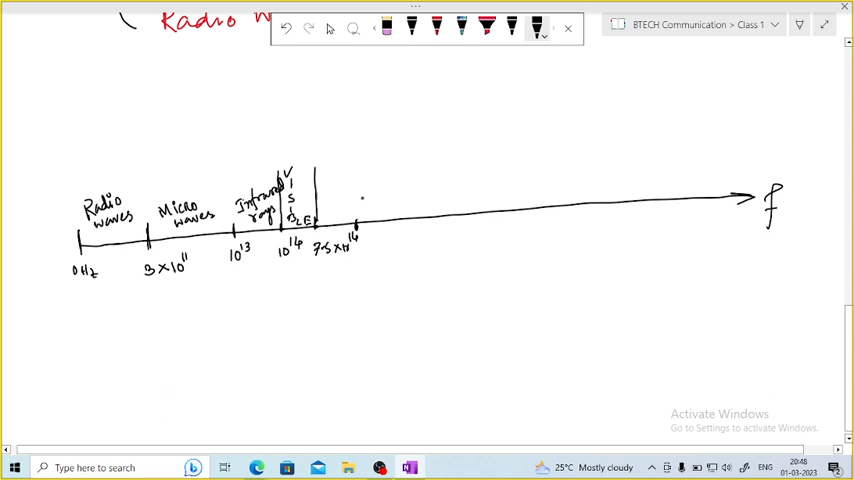 Radio W
BTECH Communication > Class 1
Radio
waves
Micro
waves
Infrared
rays
V
I
S
I
BLE
f
0 Hz
3 × 10¹¹
10¹³
10¹⁴
7.5 × 10¹⁴
Activate Windows
Go to Settings to activate Windows.
Type here to search
25°C Mostly cloudy
ENG
20:48
01-03-2023
2